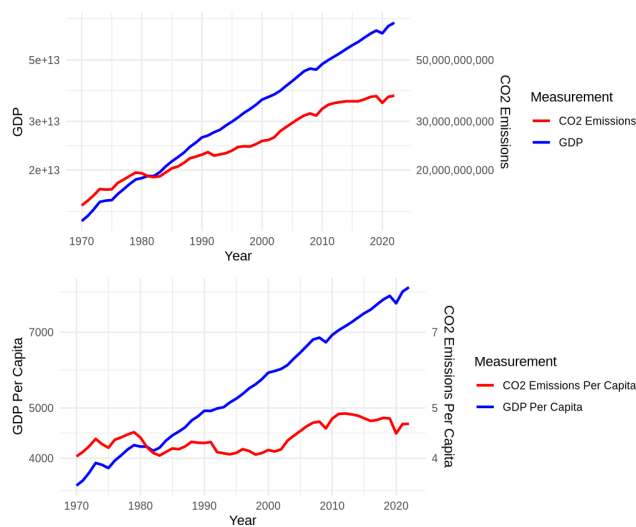 5e+13
3e+13
2e+13
GDP
50,000,000,000
30,000,000,000
20,000,000,000
CO2 Emissions
1970 1980 1990 2000 2010 2020
Year
Measurement
CO2 Emissions
GDP
7000
5000
4000
GDP Per Capita
7
5
4
CO2 Emissions Per Capita
1970 1980 1990 2000 2010 2020
Year
Measurement
CO2 Emissions Per Capita
GDP Per Capita